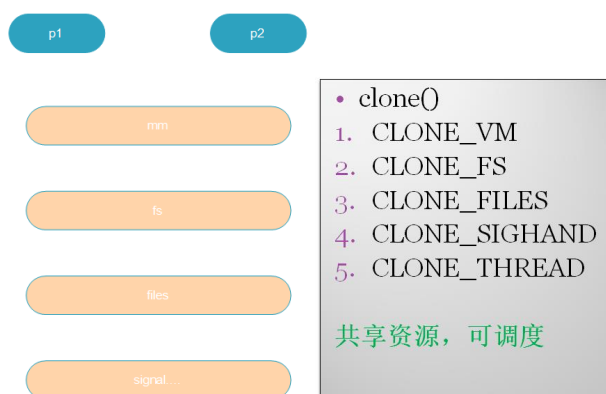 p1
p2
mm
fs
files
signal....
• clone()
1. CLONE_VM
2. CLONE_FS
3. CLONE_FILES
4. CLONE_SIGHAND
5. CLONE_THREAD
共享资源，可调度